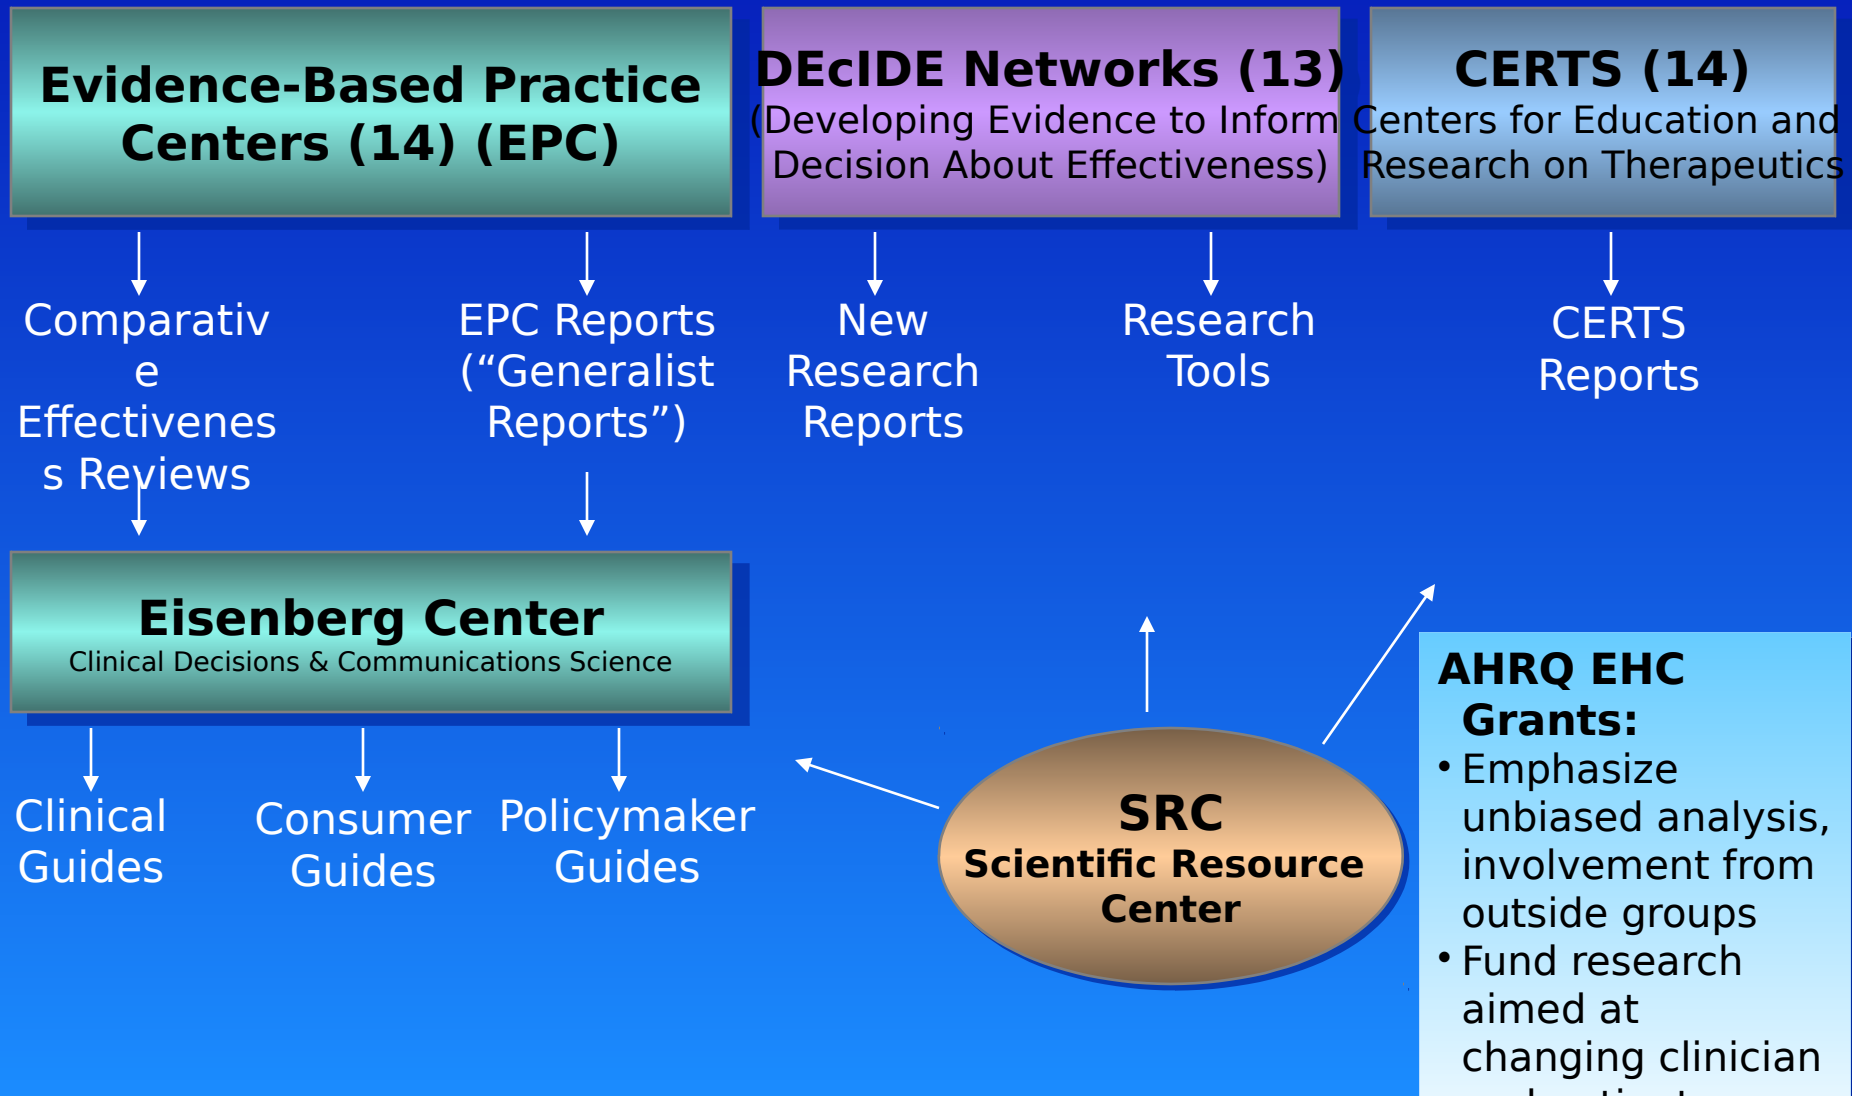 Evidence-Based Practice
Centers (14) (EPC)
DEcIDE Networks (13)
(Developing Evidence to Inform
Decision About Effectiveness)
CERTS (14)
Centers for Education and
Research on Therapeutics
Comparativ
e
Effectivenes
s Reviews
EPC Reports
(“Generalist
Reports”)
New
Research
Reports
Research
Tools
CERTS
Reports
Eisenberg Center
Clinical Decisions & Communications Science
Clinical
Guides
Consumer
Guides
Policymaker
Guides
SRC
Scientific Resource
Center
AHRQ EHC
Grants:
• Emphasize
unbiased analysis,
involvement from
outside groups
• Fund research
aimed at
changing clinician